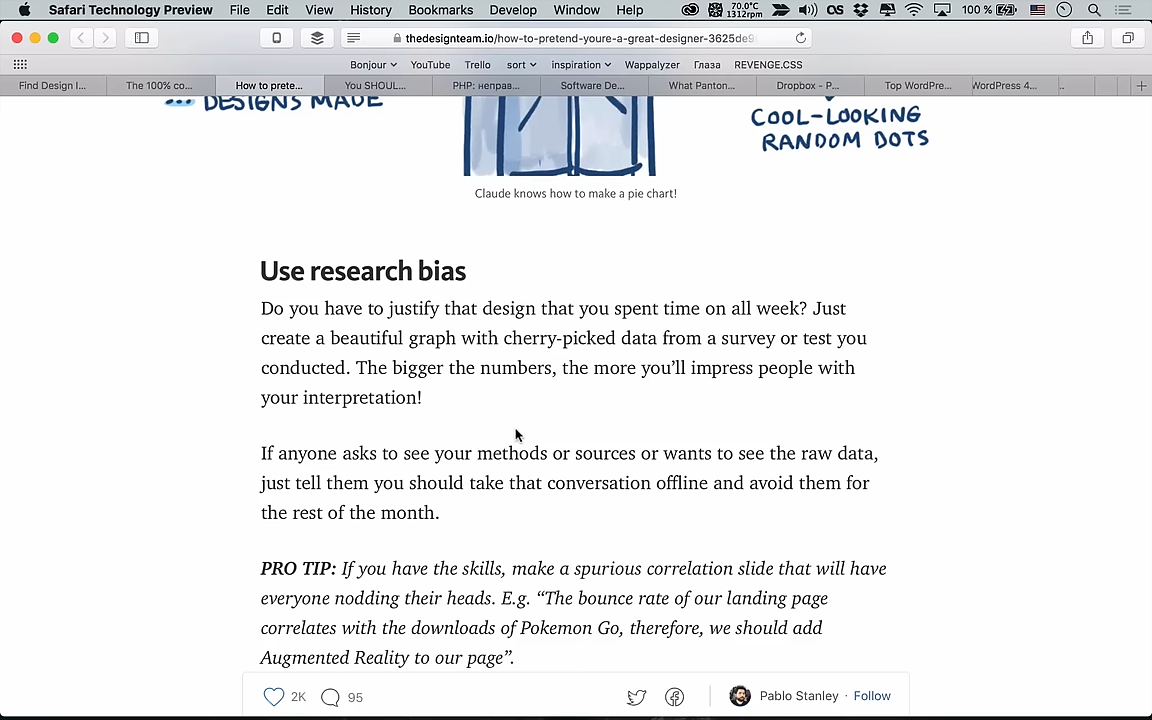 Safari Technology Preview File Edit View History Bookmarks Develop Window Help 70.0°C 1312rpm 100 %
thedesignteam.io/how-to-pretend-youre-a-great-designer-3625de9
Bonjour YouTube Trello sort inspiration Wappalyzer Глаза REVENGE.CSS
Find Design I... The 100% co... How to prete... You SHOUL... PHP: неправ... Software De... What Panton... Dropbox - P... Top WordPre... WordPress 4... ..
DESIGNS MADE
COOL-LOOKING
RANDOM DOTS
Claude knows how to make a pie chart!
Use research bias
Do you have to justify that design that you spent time on all week? Just
create a beautiful graph with cherry-picked data from a survey or test you
conducted. The bigger the numbers, the more you’ll impress people with
your interpretation!
If anyone asks to see your methods or sources or wants to see the raw data,
just tell them you should take that conversation offline and avoid them for
the rest of the month.
PRO TIP: If you have the skills, make a spurious correlation slide that will have
everyone nodding their heads. E.g. “The bounce rate of our landing page
correlates with the downloads of Pokemon Go, therefore, we should add
Augmented Reality to our page”.
2K 95 Pablo Stanley · Follow